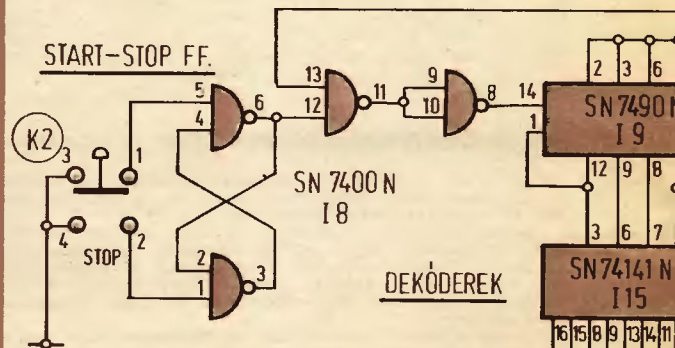 START-STOP FF.
K2
3
1
4
2
STOP
5
4
6
2
1
3
SN 7400 N
I 8
13
12
11
9
10
8
14
1
2 3 6
SN 7490 N
I 9
12 9 8
3 6 7
DEKÓDEREK
SN 74141 N
I 15
16 15 8 9 13 14 11